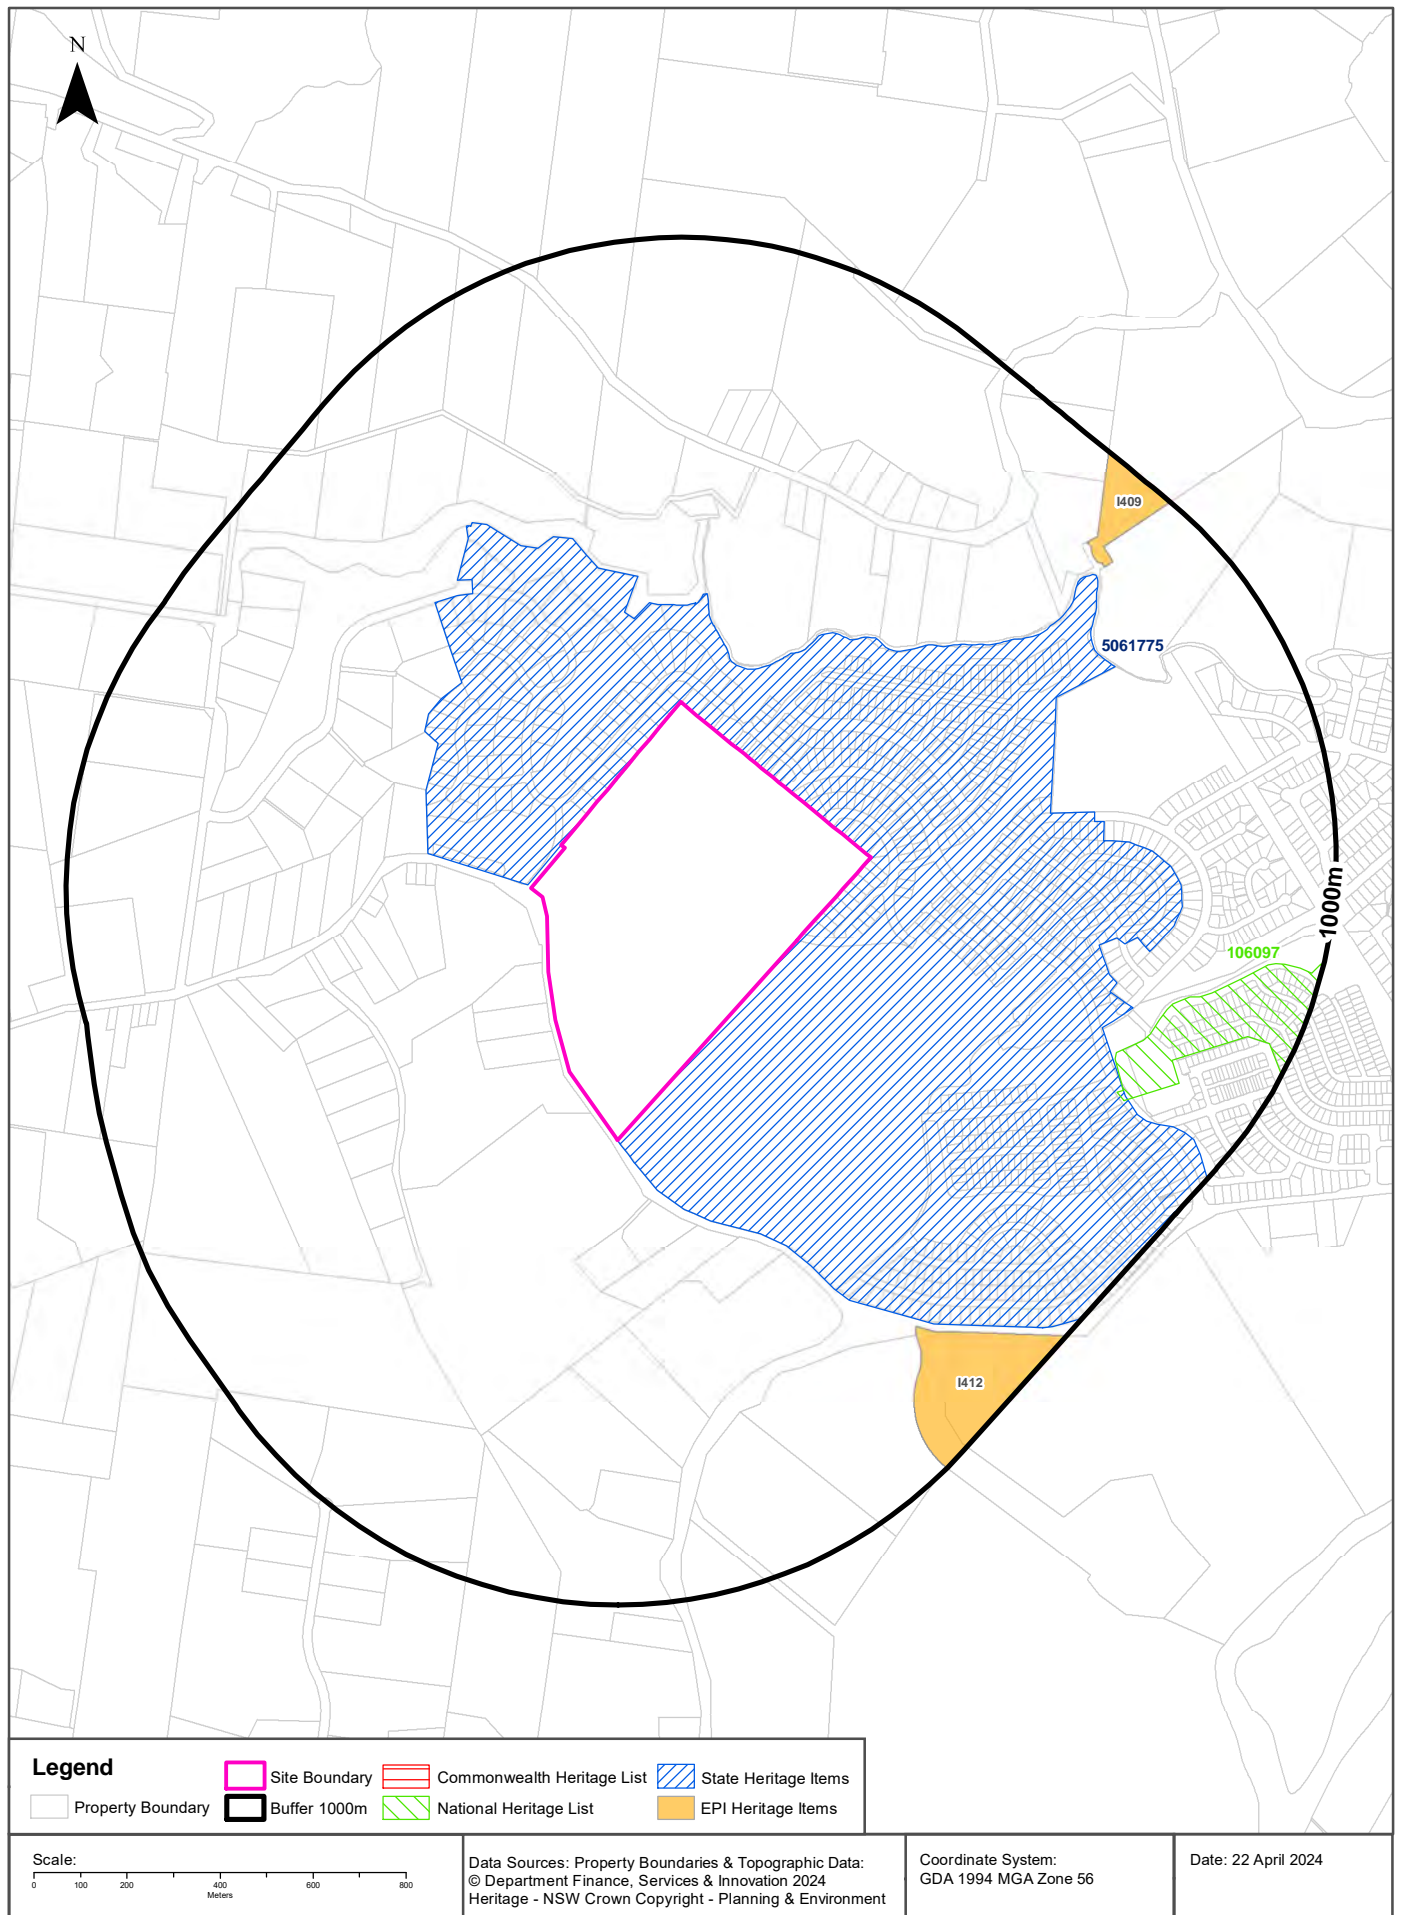 N
I409
5061775
1000m
106097
I412
Legend
Site Boundary
Commonwealth Heritage List
State Heritage Items
Property Boundary
Buffer 1000m
National Heritage List
EPI Heritage Items
Scale:
0 100 200 400 600 800
Meters
Data Sources: Property Boundaries & Topographic Data:
© Department Finance, Services & Innovation 2024
Heritage - NSW Crown Copyright - Planning & Environment
Coordinate System:
GDA 1994 MGA Zone 56
Date: 22 April 2024